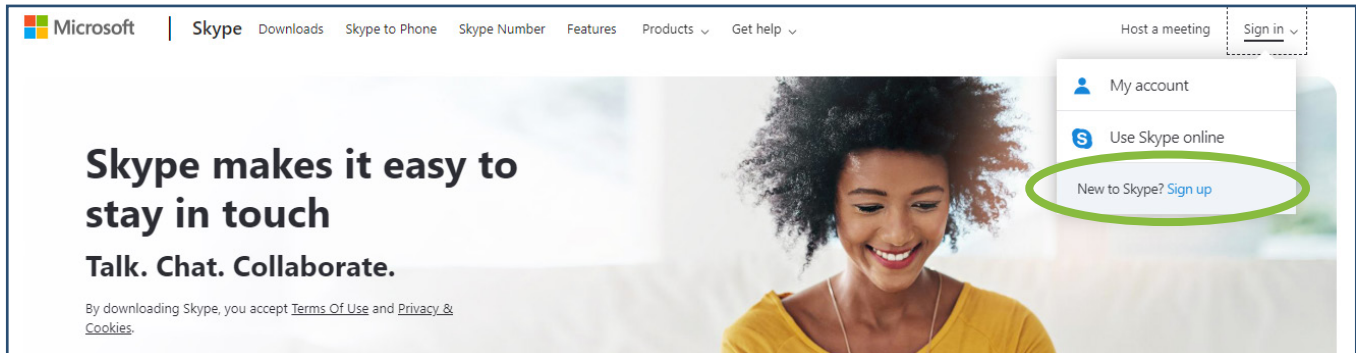 Microsoft Skype Downloads Skype to Phone Skype Number Features Products Get help Host a meeting Sign in
My account
Use Skype online
New to Skype? Sign up
Skype makes it easy to
stay in touch
Talk. Chat. Collaborate.
By downloading Skype, you accept Terms Of Use and Privacy &
Cookies.